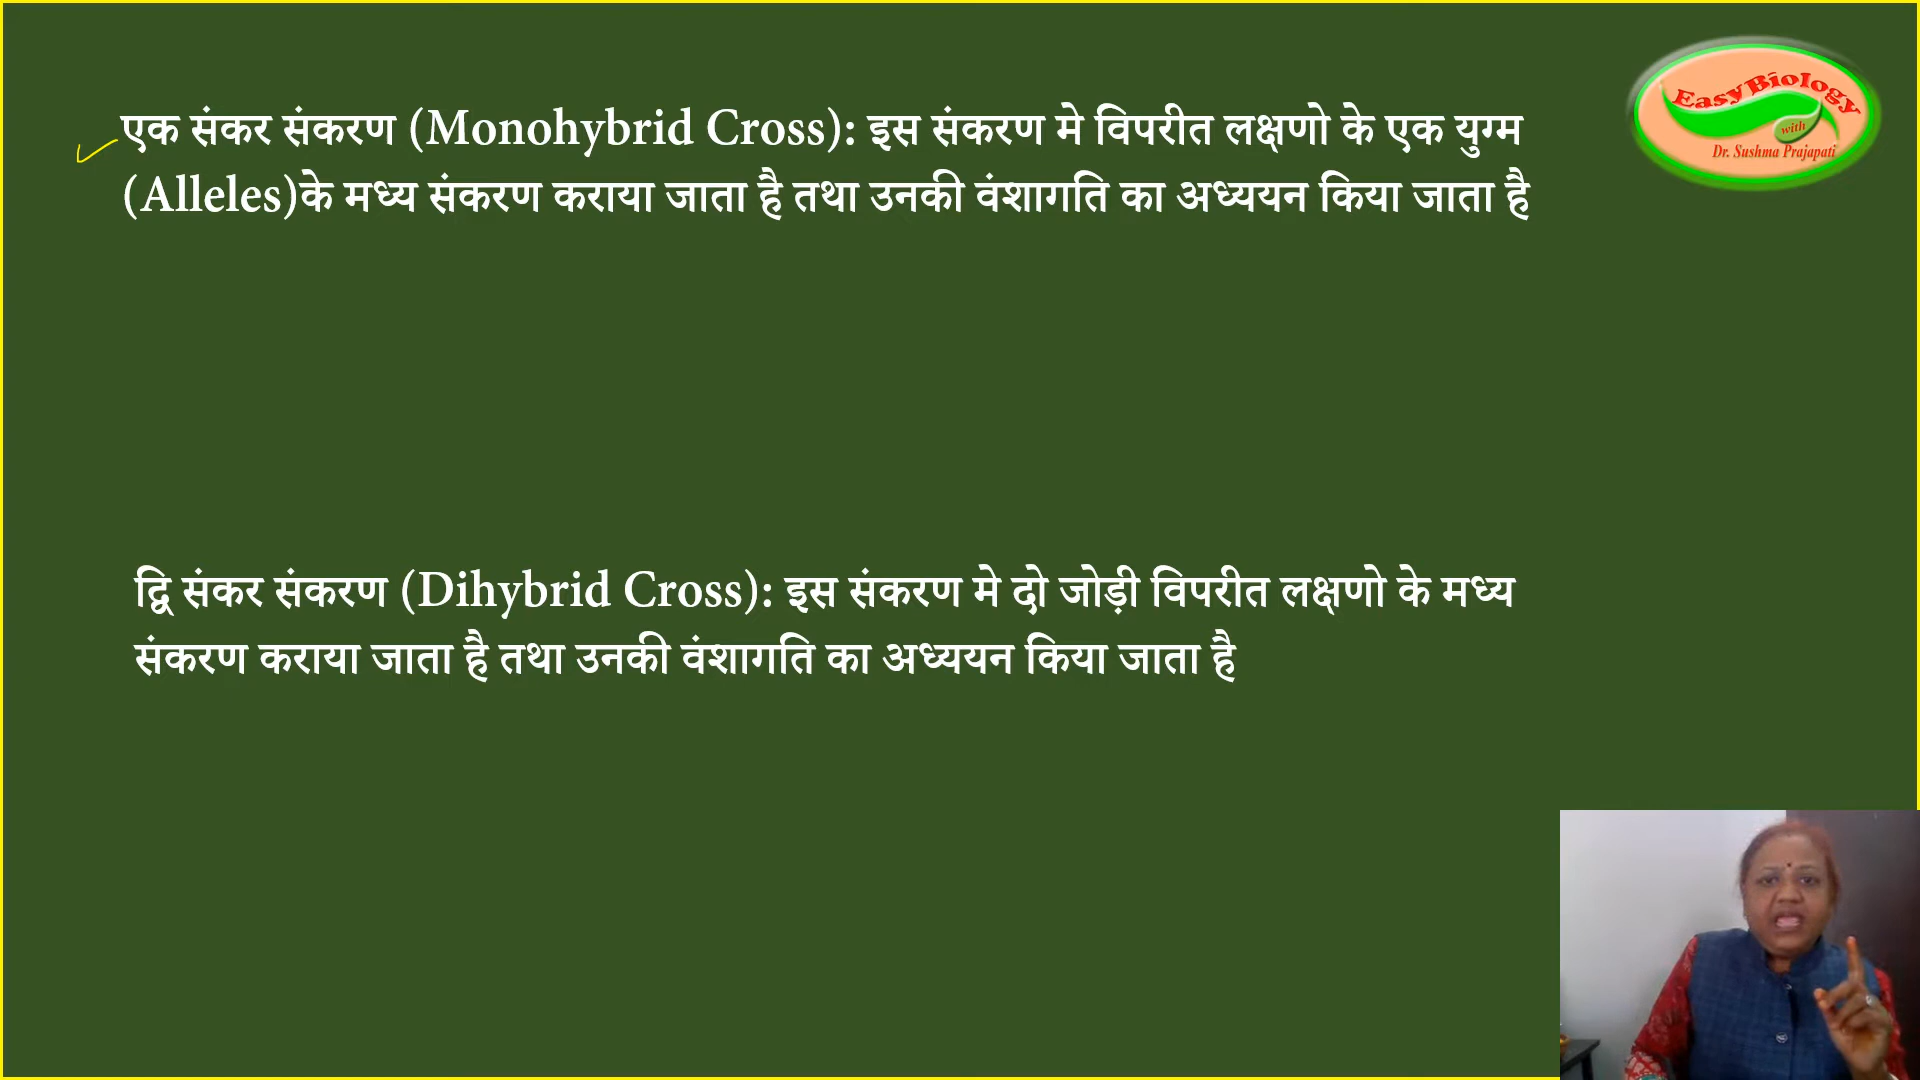 एक संकर संकरण (Monohybrid Cross): इस संकरण मे विपरीत लक्षणो के एक युग्म
(Alleles)के मध्य संकरण कराया जाता है तथा उनकी वंशागति का अध्ययन किया जाता है
EasyBiology
with
Dr. Sushma Prajapati
द्वि संकर संकरण (Dihybrid Cross): इस संकरण मे दो जोड़ी विपरीत लक्षणो के मध्य
संकरण कराया जाता है तथा उनकी वंशागति का अध्ययन किया जाता है